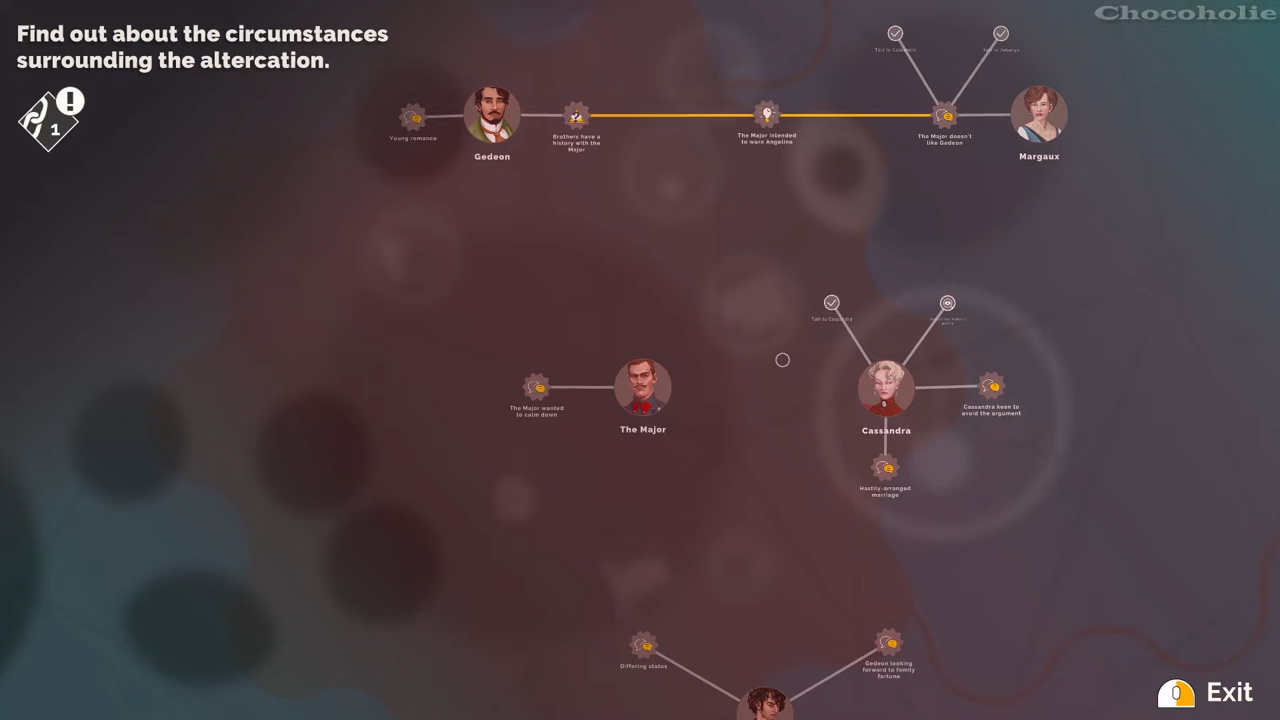 Chocoholie
Find out about the circumstances
surrounding the altercation.
1
Young romance
Gedeon
Brothers have a
history with the
Major
The Major intended
to warn Angeline
The Major doesn't
like Gedeon
Margaux
Talk to Cassandra
The Major wanted
to calm down
The Major
Cassandra
Cassandra keen to
avoid the argument
Hastily-arranged
marriage
Differing status
Gedeon looking
forward to family
fortune
Exit